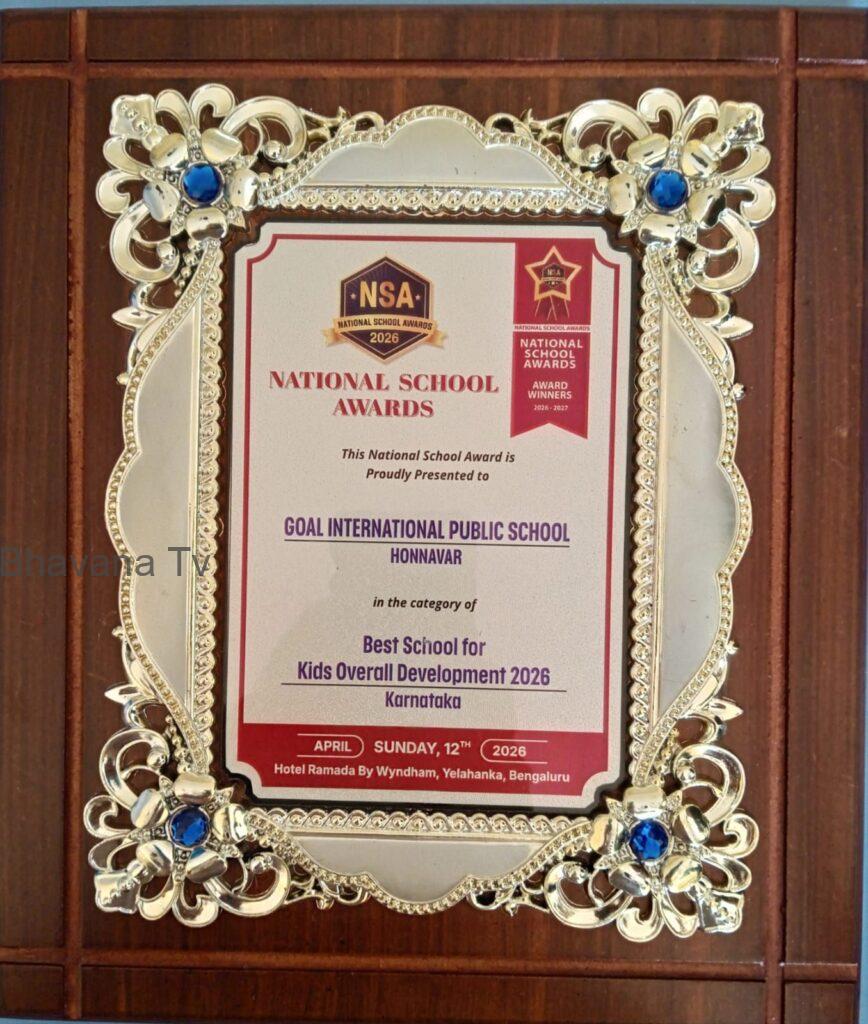 NSA
NATIONAL SCHOOL AWARDS
2026
NSA
NATIONAL SCHOOL AWARDS
NATIONAL
SCHOOL
AWARDS
AWARD
WINNERS
2026 - 2027
NATIONAL SCHOOL
AWARDS
This National School Award is
Proudly Presented to
GOAL INTERNATIONAL PUBLIC SCHOOL
HONNAVAR
Bhavana Tv
in the category of
Best School for
Kids Overall Development 2026
Karnataka
APRIL SUNDAY, 12TH 2026
Hotel Ramada By Wyndham, Yelahanka, Bengaluru